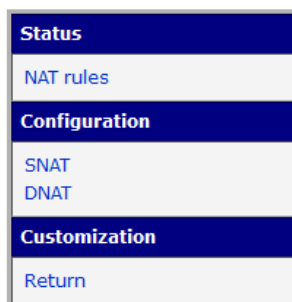 Status
NAT rules
Configuration
SNAT
DNAT
Customization
Return